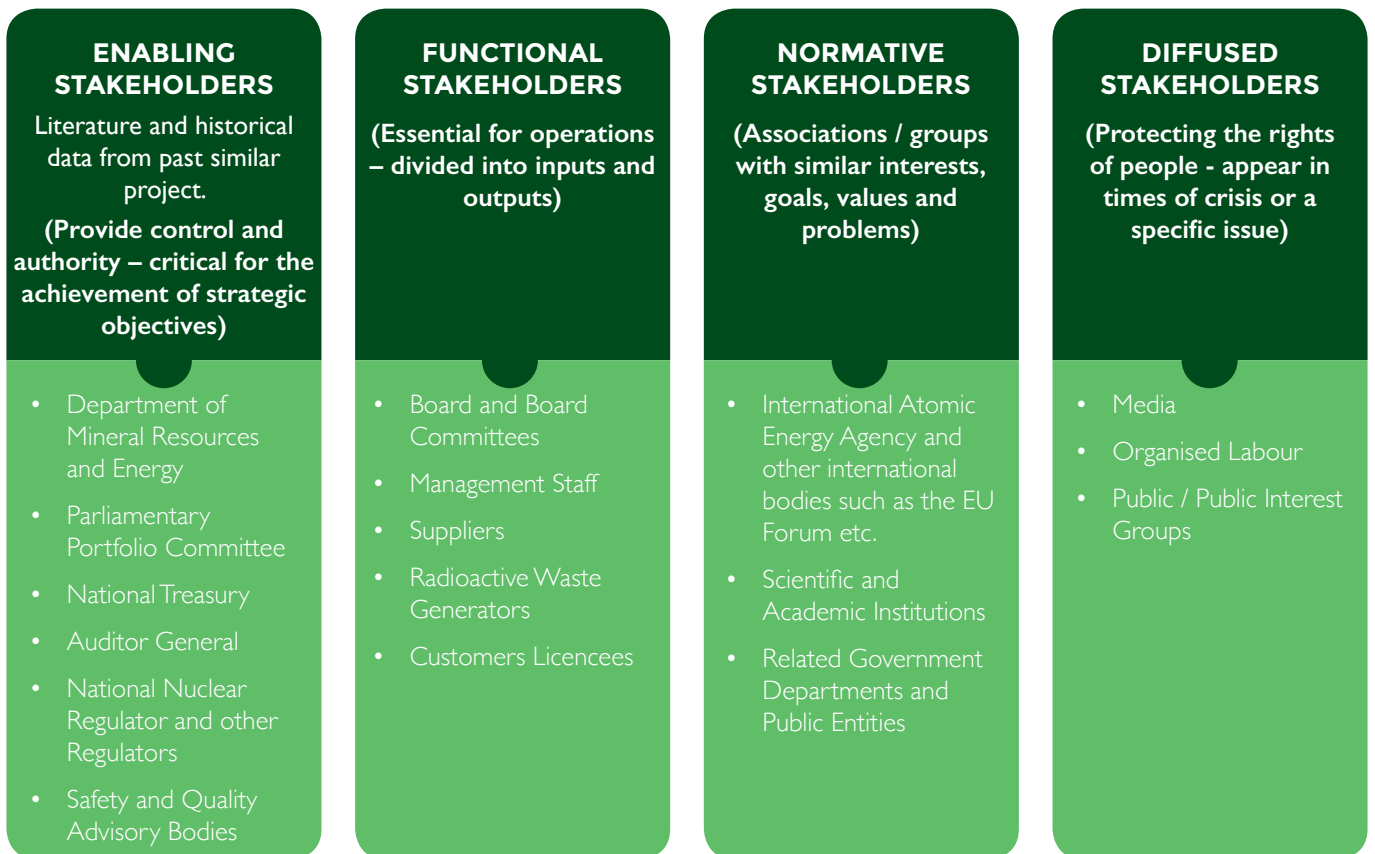 ENABLING
STAKEHOLDERS
Literature and historical
data from past similar
project.
(Provide control and
authority – critical for the
achievement of strategic
objectives)
• Department of
Mineral Resources
and Energy
• Parliamentary
Portfolio Committee
• National Treasury
• Auditor General
• National Nuclear
Regulator and other
Regulators
• Safety and Quality
Advisory Bodies
FUNCTIONAL
STAKEHOLDERS
(Essential for operations
– divided into inputs and
outputs)
• Board and Board
Committees
• Management Staff
• Suppliers
• Radioactive Waste
Generators
• Customers Licencees
NORMATIVE
STAKEHOLDERS
(Associations / groups
with similar interests,
goals, values and
problems)
• International Atomic
Energy Agency and
other international
bodies such as the EU
Forum etc.
• Scientific and
Academic Institutions
• Related Government
Departments and
Public Entities
DIFFUSED
STAKEHOLDERS
(Protecting the rights
of people - appear in
times of crisis or a
specific issue)
• Media
• Organised Labour
• Public / Public Interest
Groups